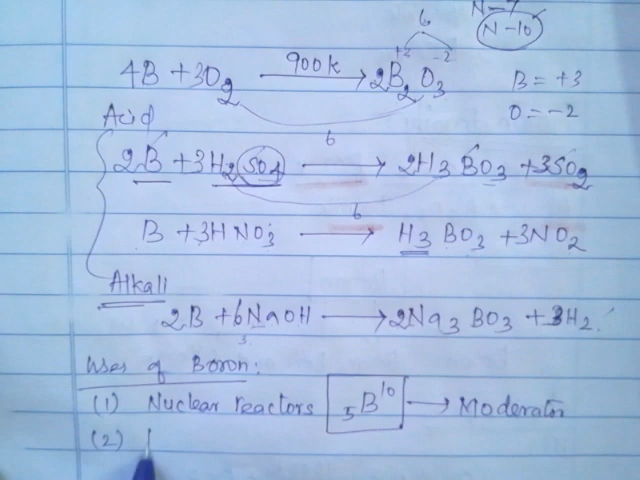 N-7
N-10
6
+2 -2
4B + 3O2 900k → 2B2O3 B = +3
O = -2
Acid
6
2B + 3H2SO4 → 2H3BO3 + 3SO2
6
B + 3HNO3 → H3BO3 + 3NO2
Alkali
2B + 6NaOH → 2Na3BO3 + 3H2
3
Uses of Boron:
(1) Nuclear reactors 5B10 → Moderator
(2)